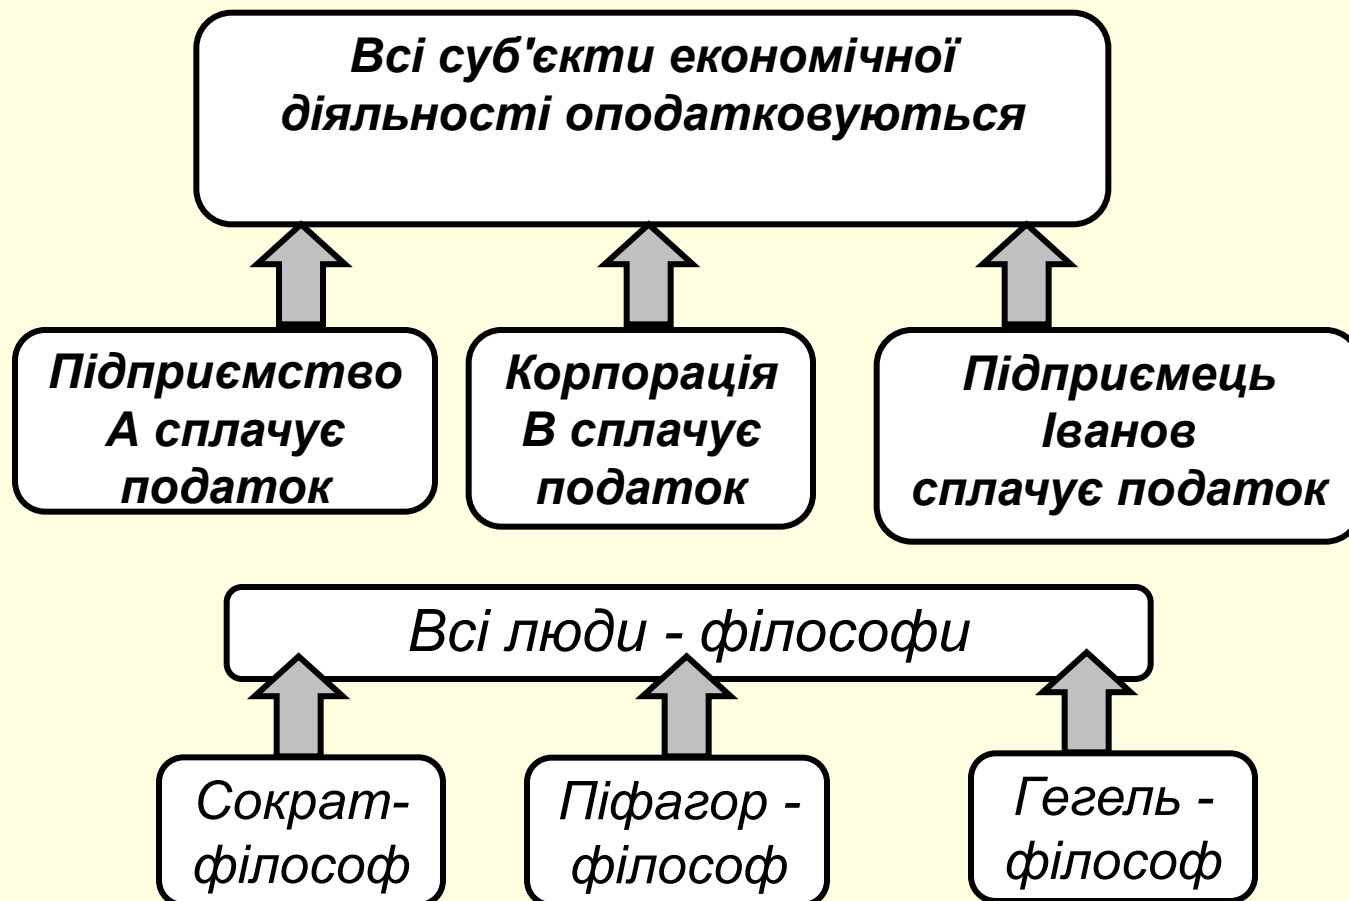 Всі суб'єкти економічної
діяльності оподатковуються
Підприємство
А сплачує
податок
Корпорація
В сплачує
податок
Підприємець
Іванов
сплачує податок
Всі люди - філософи
Сократ-
філософ
Піфагор -
філософ
Гегель -
філософ